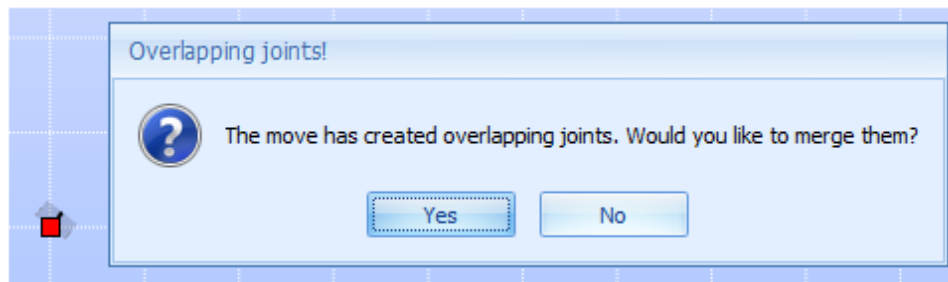 Overlapping joints!
The move has created overlapping joints. Would you like to merge them?
Yes
No